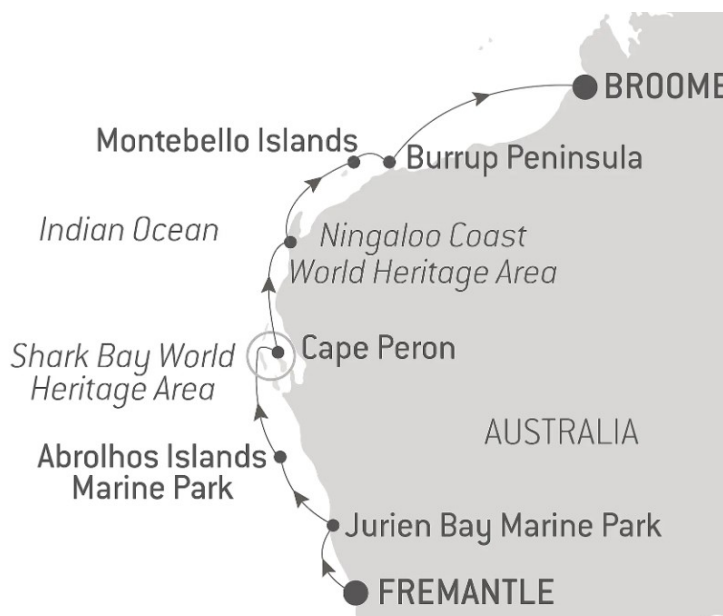 BROOME
Montebello Islands
Burrup Peninsula
Indian Ocean
Ningaloo Coast
World Heritage Area
Shark Bay World
Heritage Area
Cape Peron
AUSTRALIA
Abrolhos Islands
Marine Park
Jurien Bay Marine Park
FREMANTLE